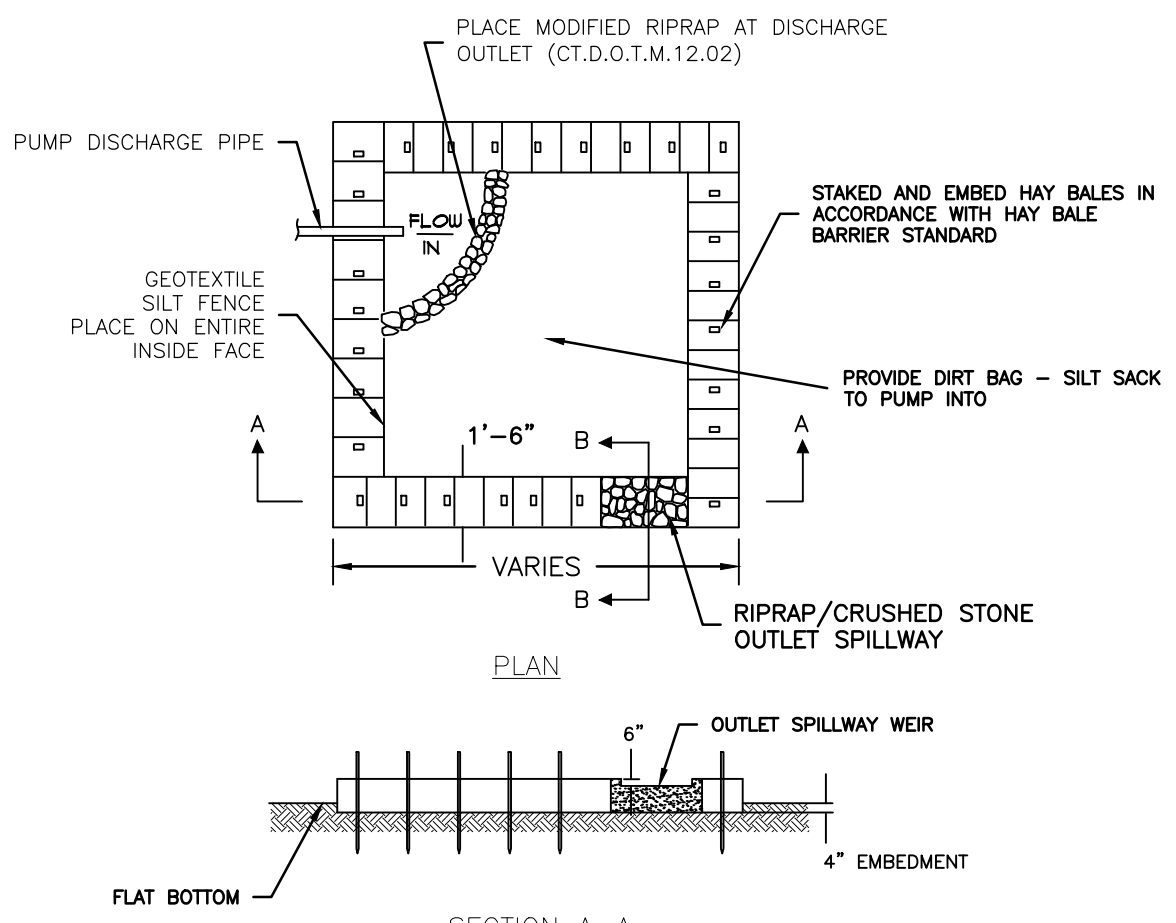 PLACE MODIFIED RIPRAP AT DISCHARGE
OUTLET (CT.D.O.T.M.12.02)
PUMP DISCHARGE PIPE
FLOW
IN
STAKED AND EMBED HAY BALES IN
ACCORDANCE WITH HAY BALE
BARRIER STANDARD
GEOTEXTILE
SILT FENCE
PLACE ON ENTIRE
INSIDE FACE
PROVIDE DIRT BAG – SILT SACK
TO PUMP INTO
A
1'–6"
B
A
VARIES
B
RIPRAP/CRUSHED STONE
OUTLET SPILLWAY
PLAN
6"
OUTLET SPILLWAY WEIR
4" EMBEDMENT
FLAT BOTTOM
SECTION A–A